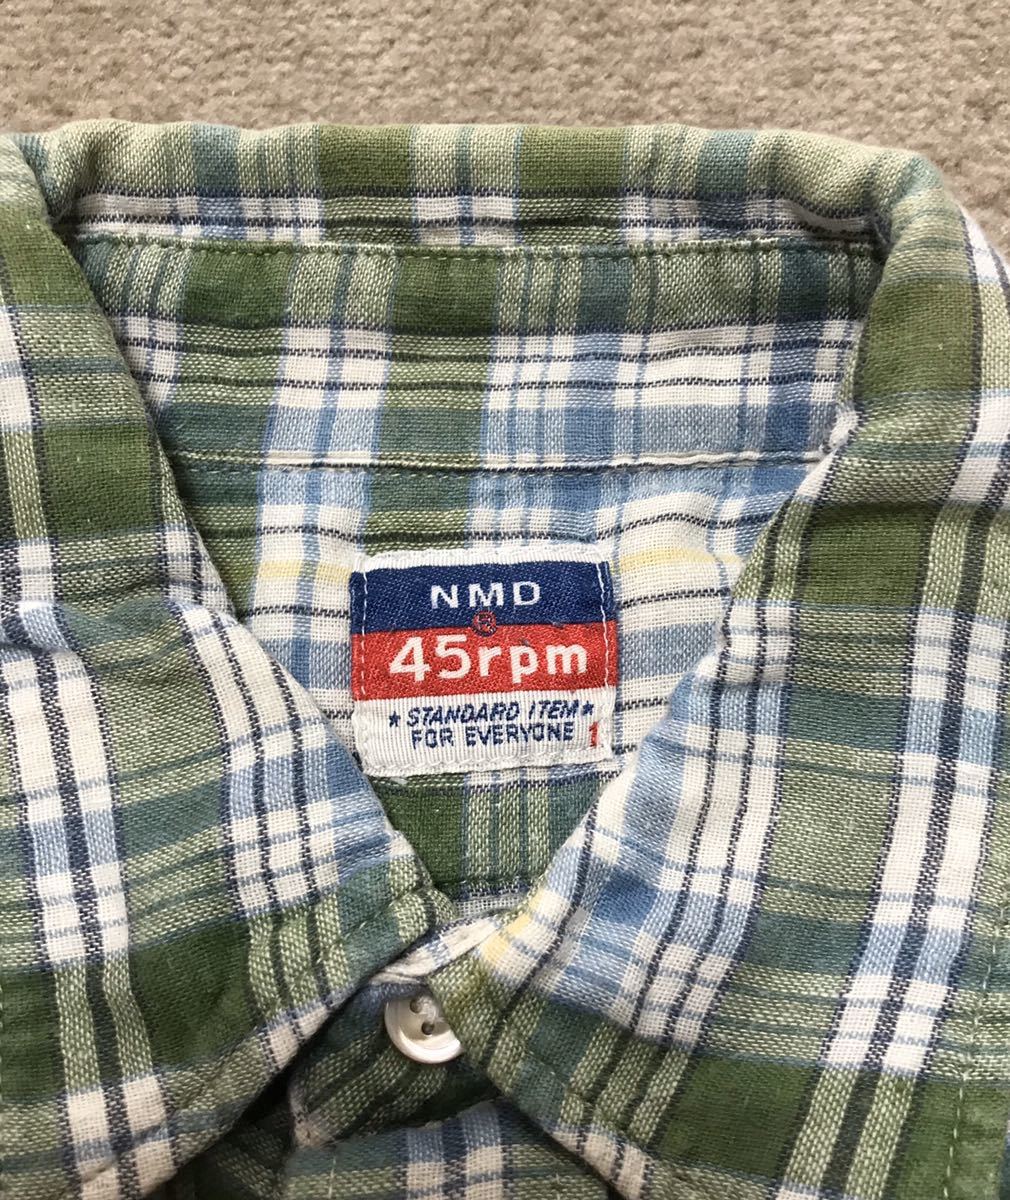 NMD
®
45rpm
★ STANDARD ITEM ★
FOR EVERYONE 1